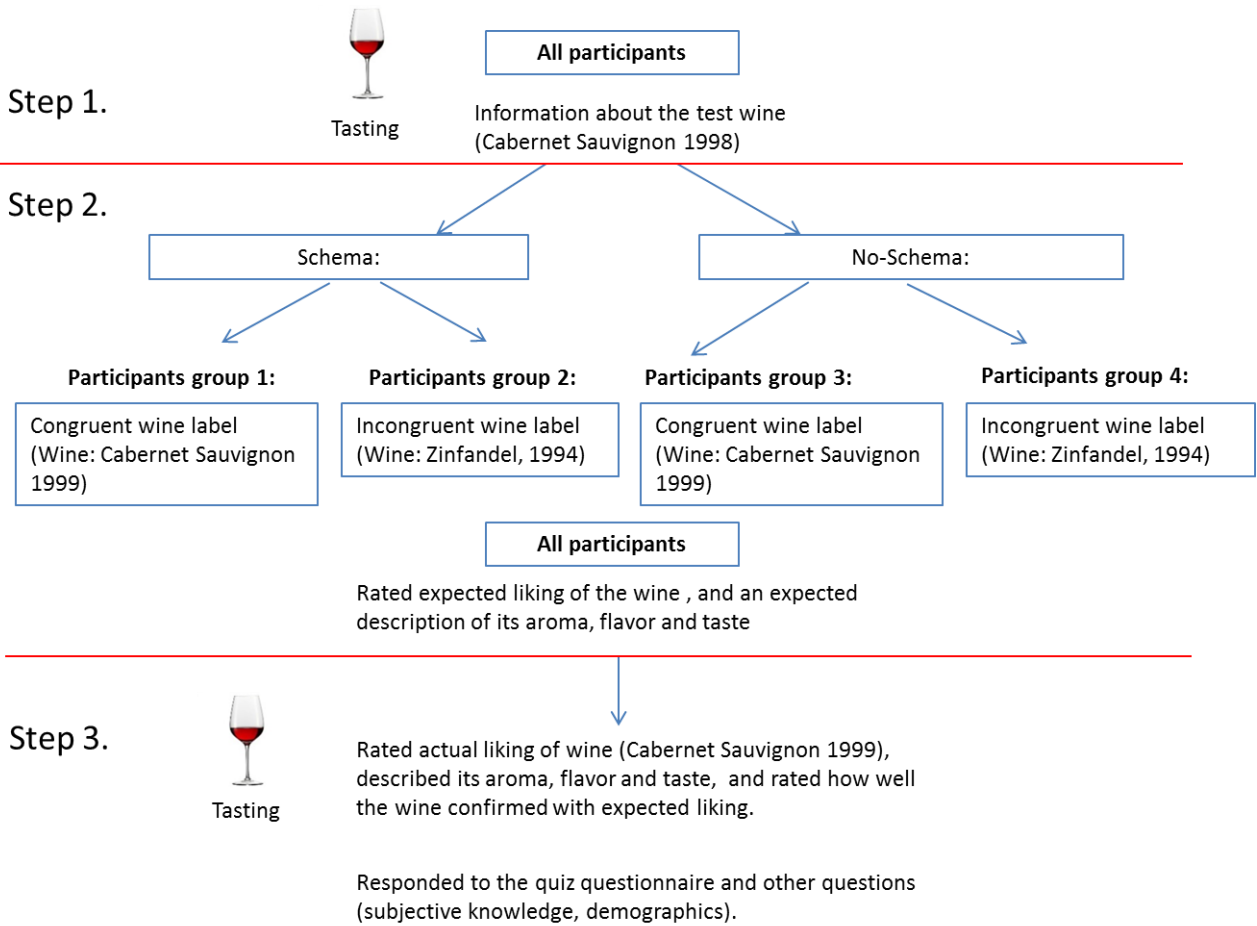 All participants
Step 1.
Tasting
Information about the test wine
(Cabernet Sauvignon 1998)
Step 2.
Schema:
No-Schema:
Participants group 1:
Congruent wine label
(Wine: Cabernet Sauvignon
1999)
Participants group 2:
Incongruent wine label
(Wine: Zinfandel, 1994)
Participants group 3:
Congruent wine label
(Wine: Cabernet Sauvignon
1999)
Participants group 4:
Incongruent wine label
(Wine: Zinfandel, 1994)
All participants
Rated expected liking of the wine , and an expected
description of its aroma, flavor and taste
Step 3.
Tasting
Rated actual liking of wine (Cabernet Sauvignon 1999),
described its aroma, flavor and taste, and rated how well
the wine confirmed with expected liking.
Responded to the quiz questionnaire and other questions
(subjective knowledge, demographics).